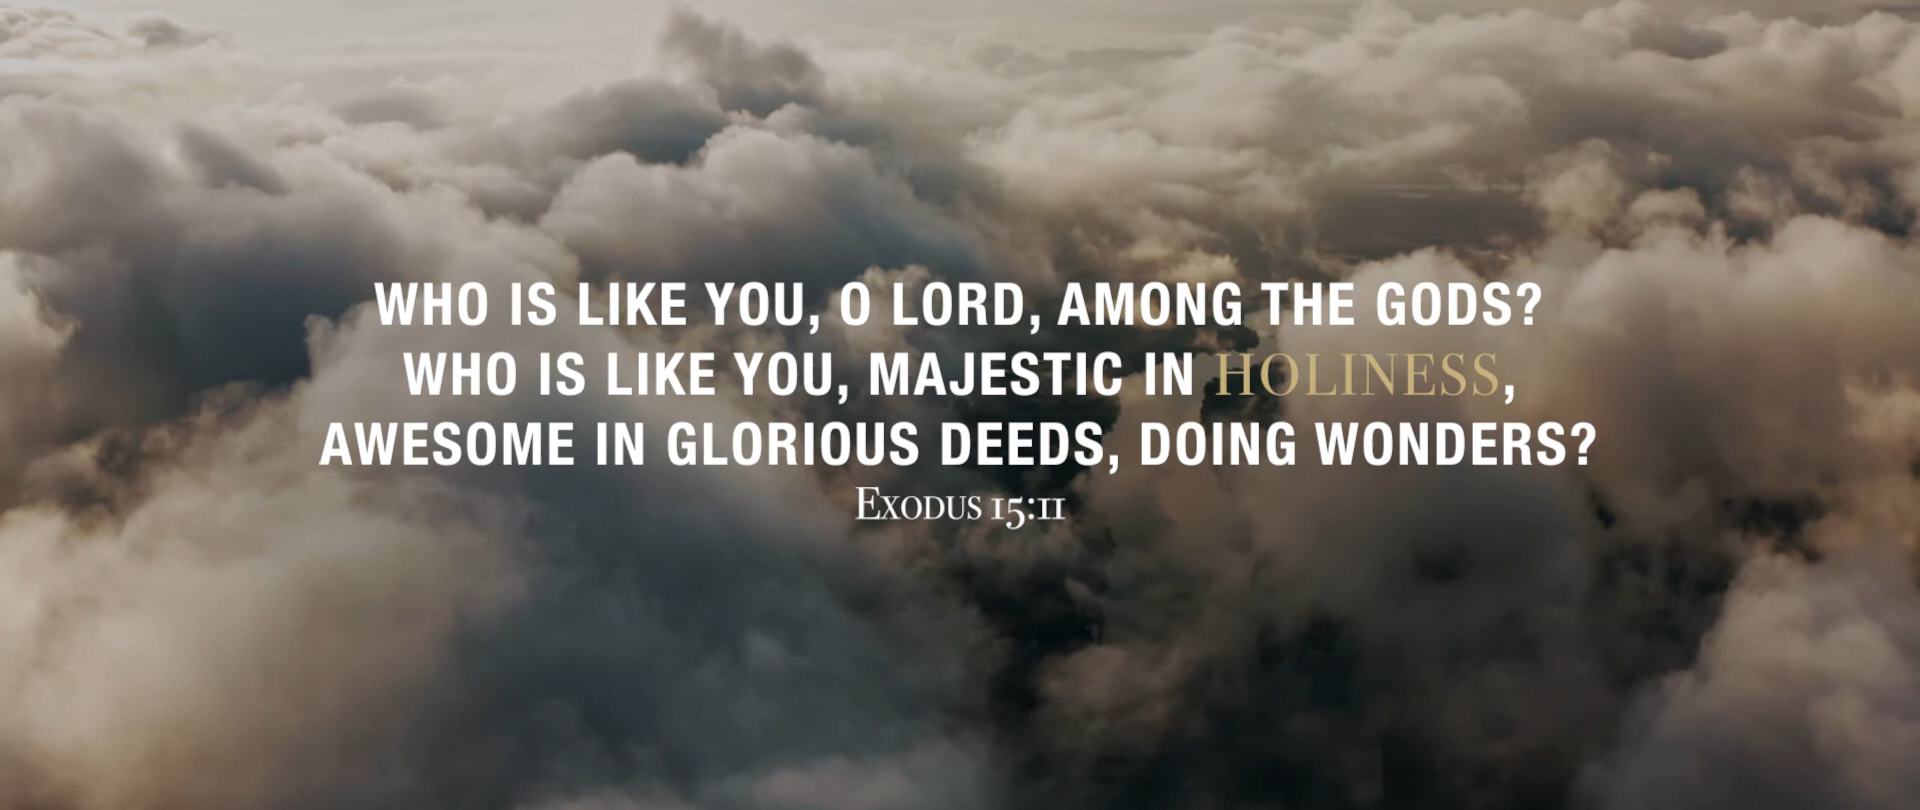 WHO IS LIKE YOU, O LORD, AMONG THE GODS?
WHO IS LIKE YOU, MAJESTIC IN HOLINESS,
AWESOME IN GLORIOUS DEEDS, DOING WONDERS?
Exodus 15:11